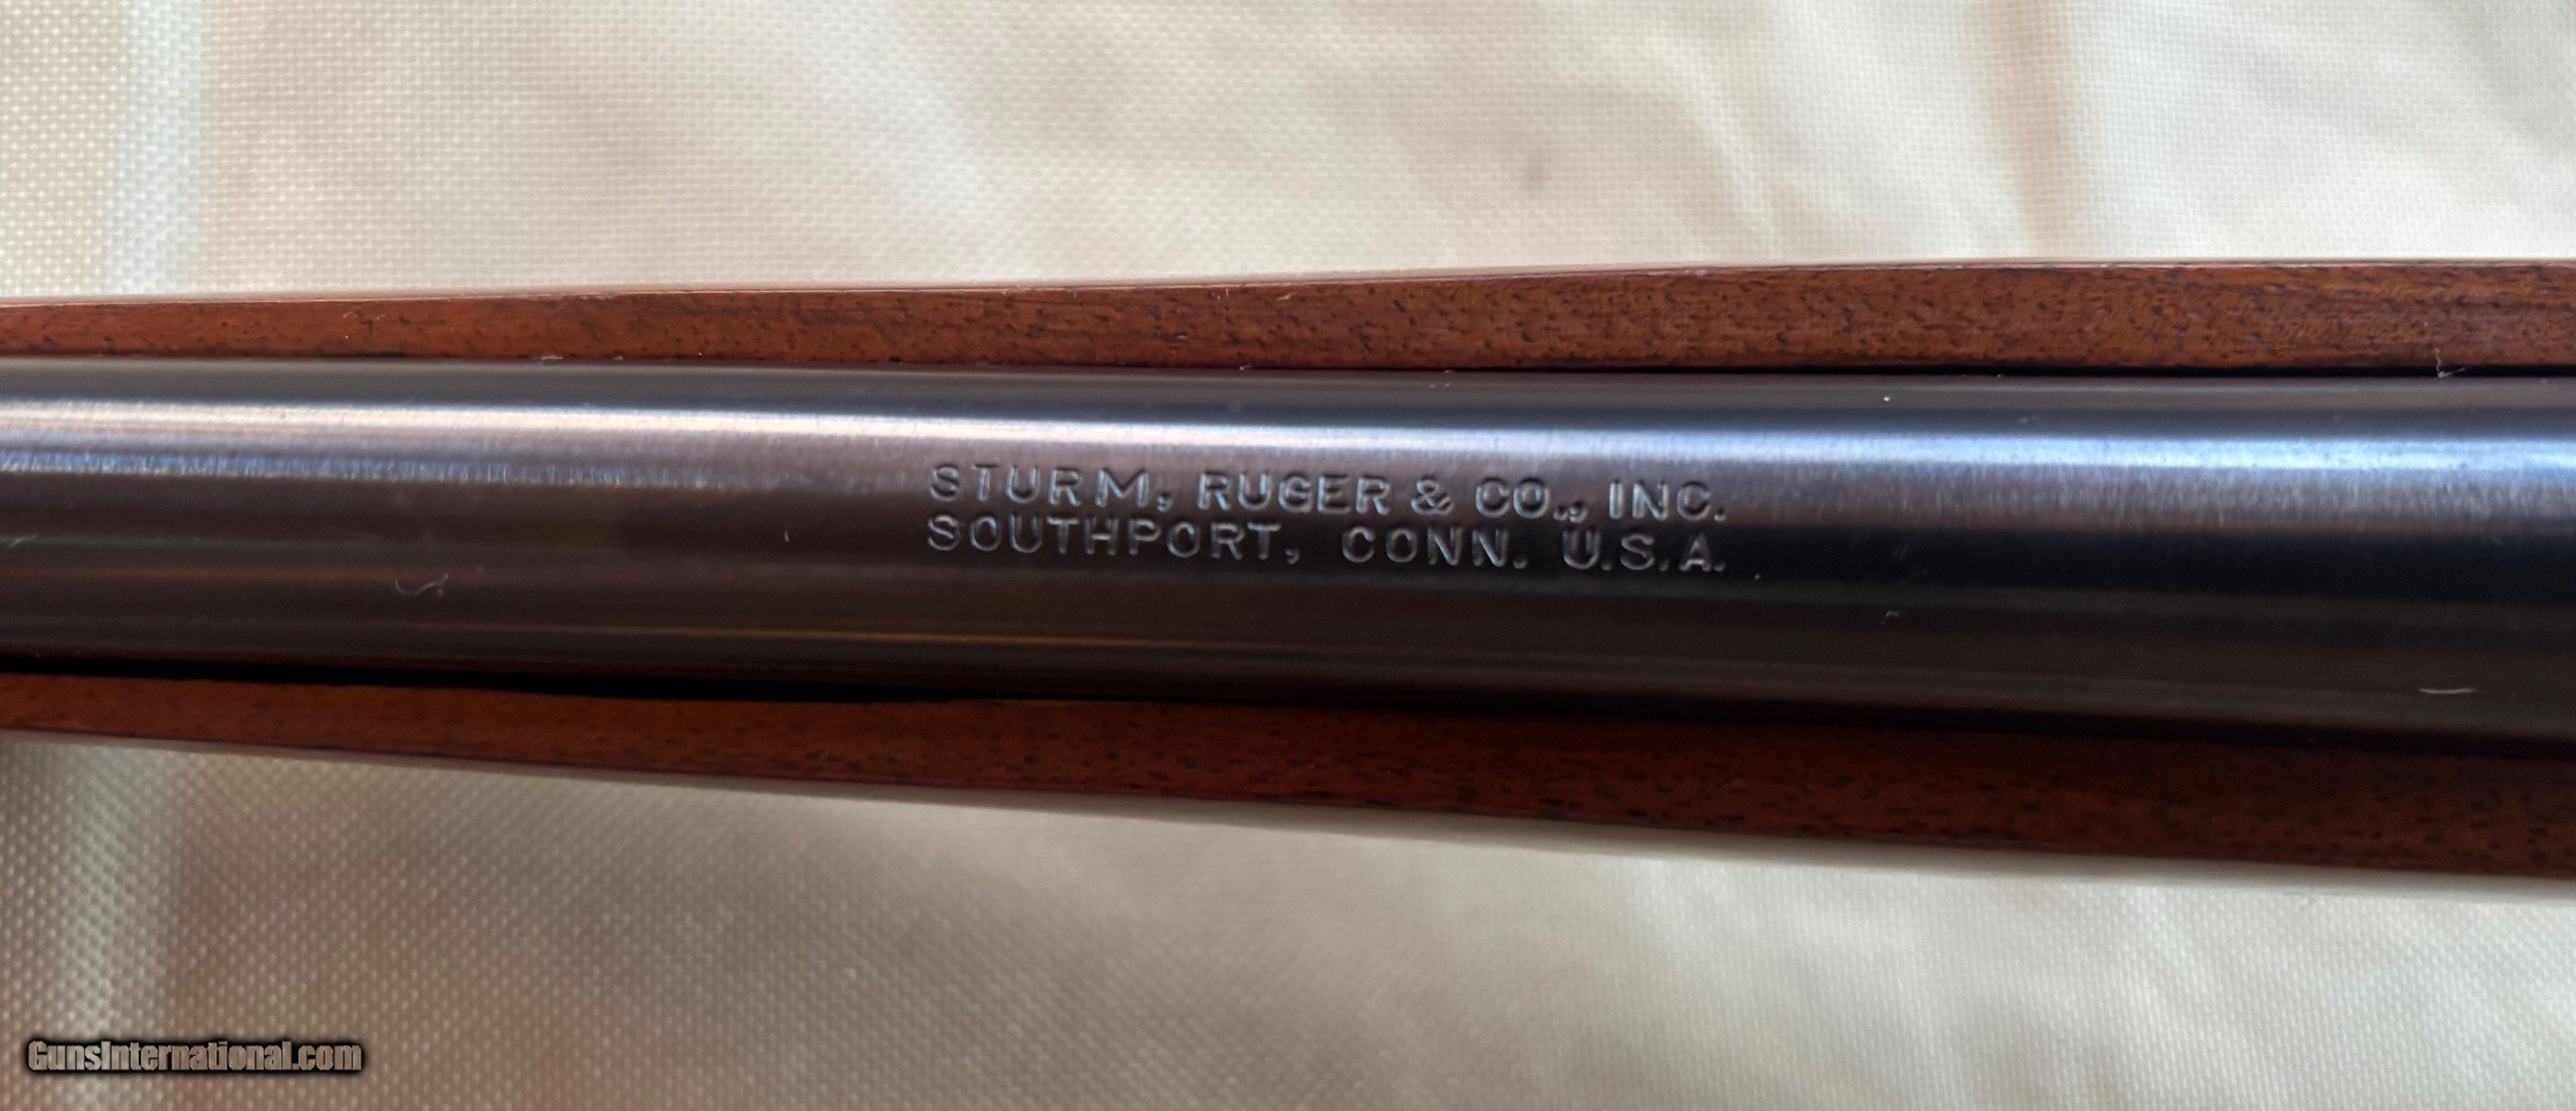 STURM, RUGER & CO., INC.
SOUTHPORT, CONN. U.S.A.
GunsInternational.com